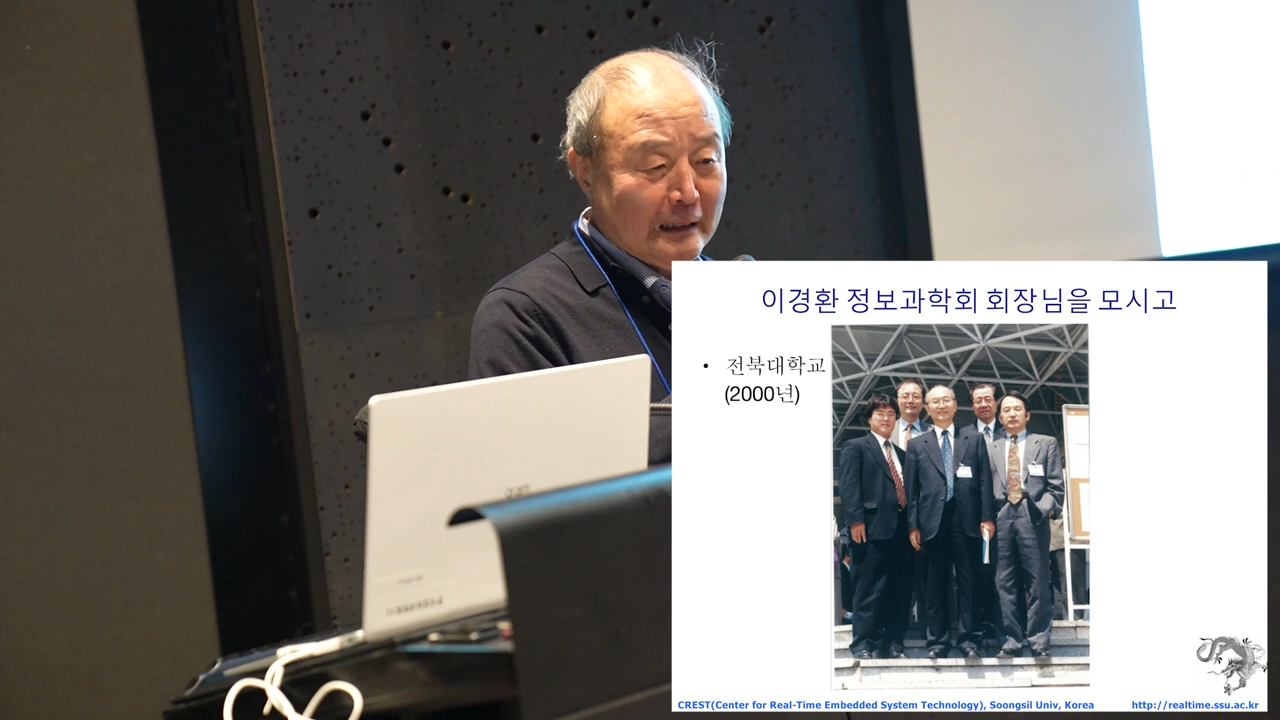 이경환 정보과학회 회장님을 모시고
• 전북대학교
(2000년)
gram
CREST(Center for Real-Time Embedded System Technology), Soongsil Univ, Korea
http://realtime.ssu.ac.kr